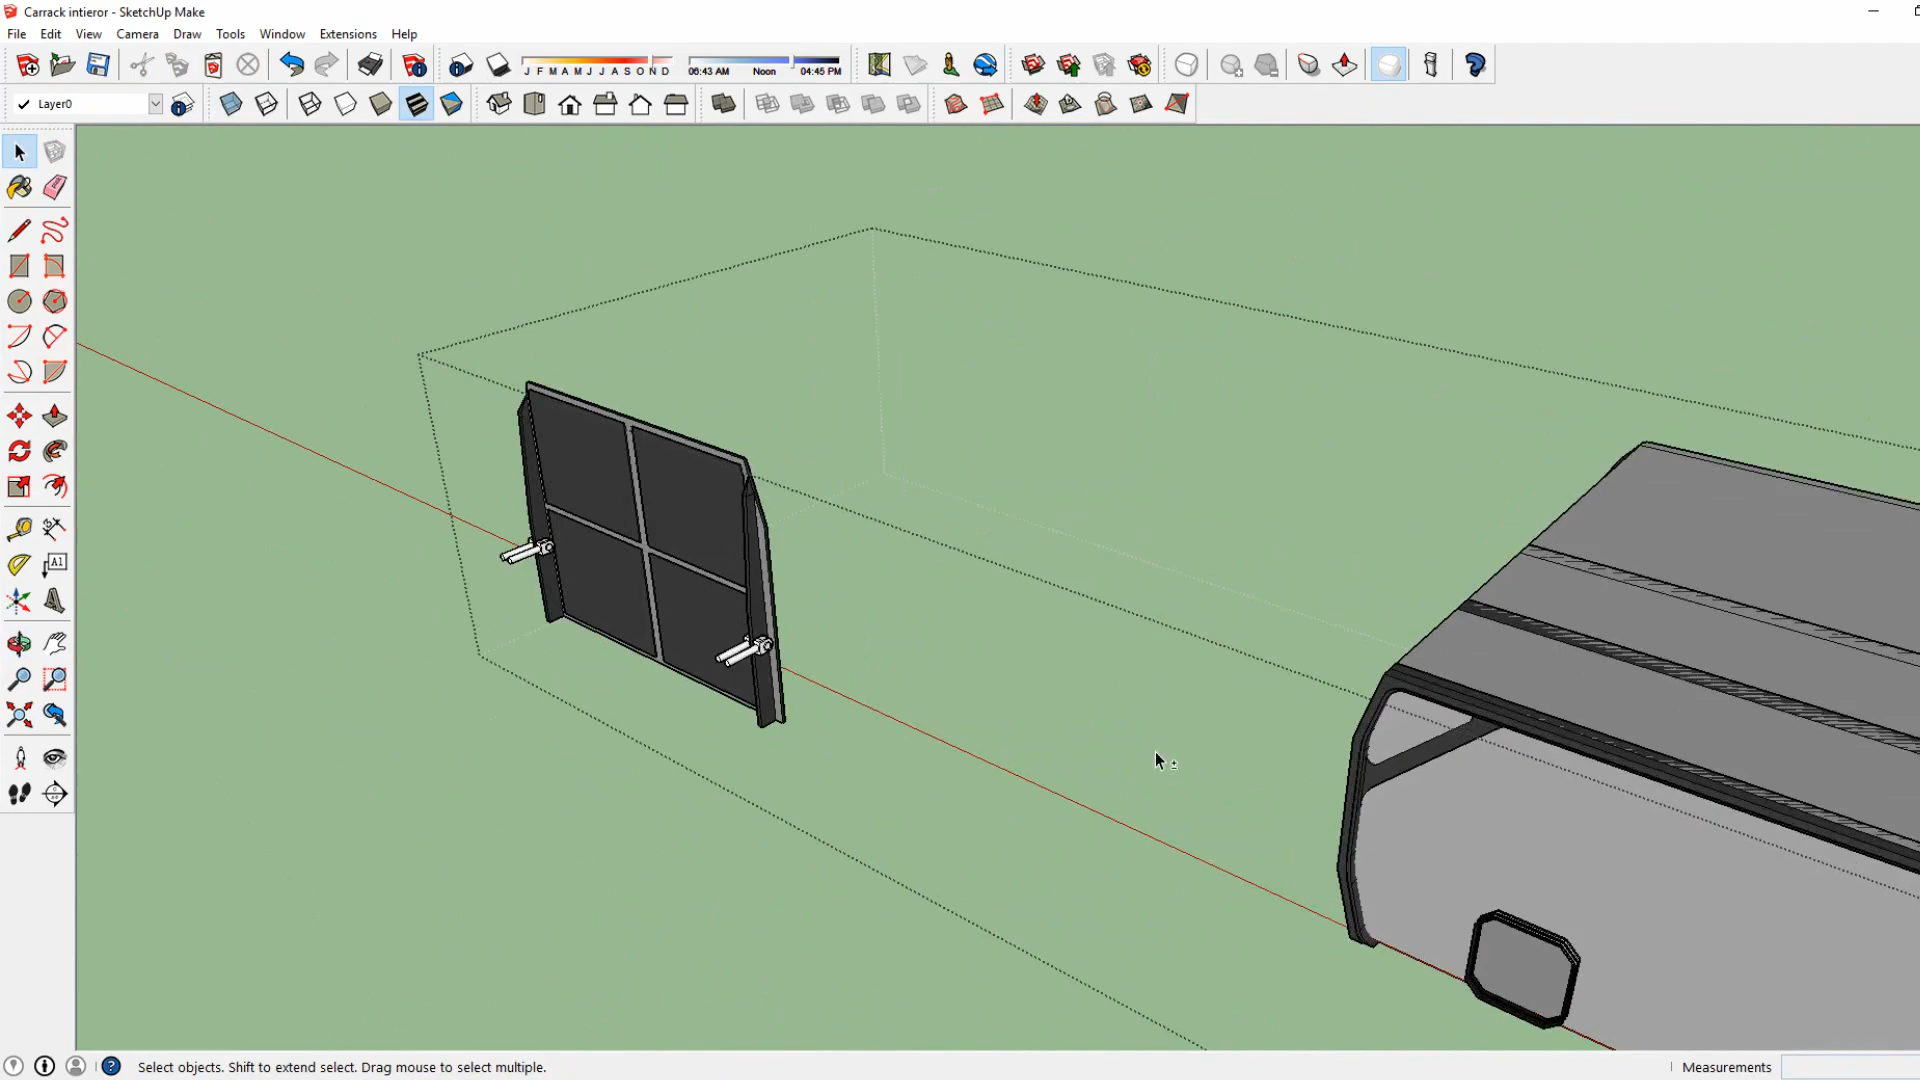 Carrack intieror - SketchUp Make
File Edit View Camera Draw Tools Window Extensions Help
J F M A M J J A S O N D 06:43 AM Noon 04:45 PM
Layer0
A1
Select objects. Shift to extend select. Drag mouse to select multiple.
Measurements